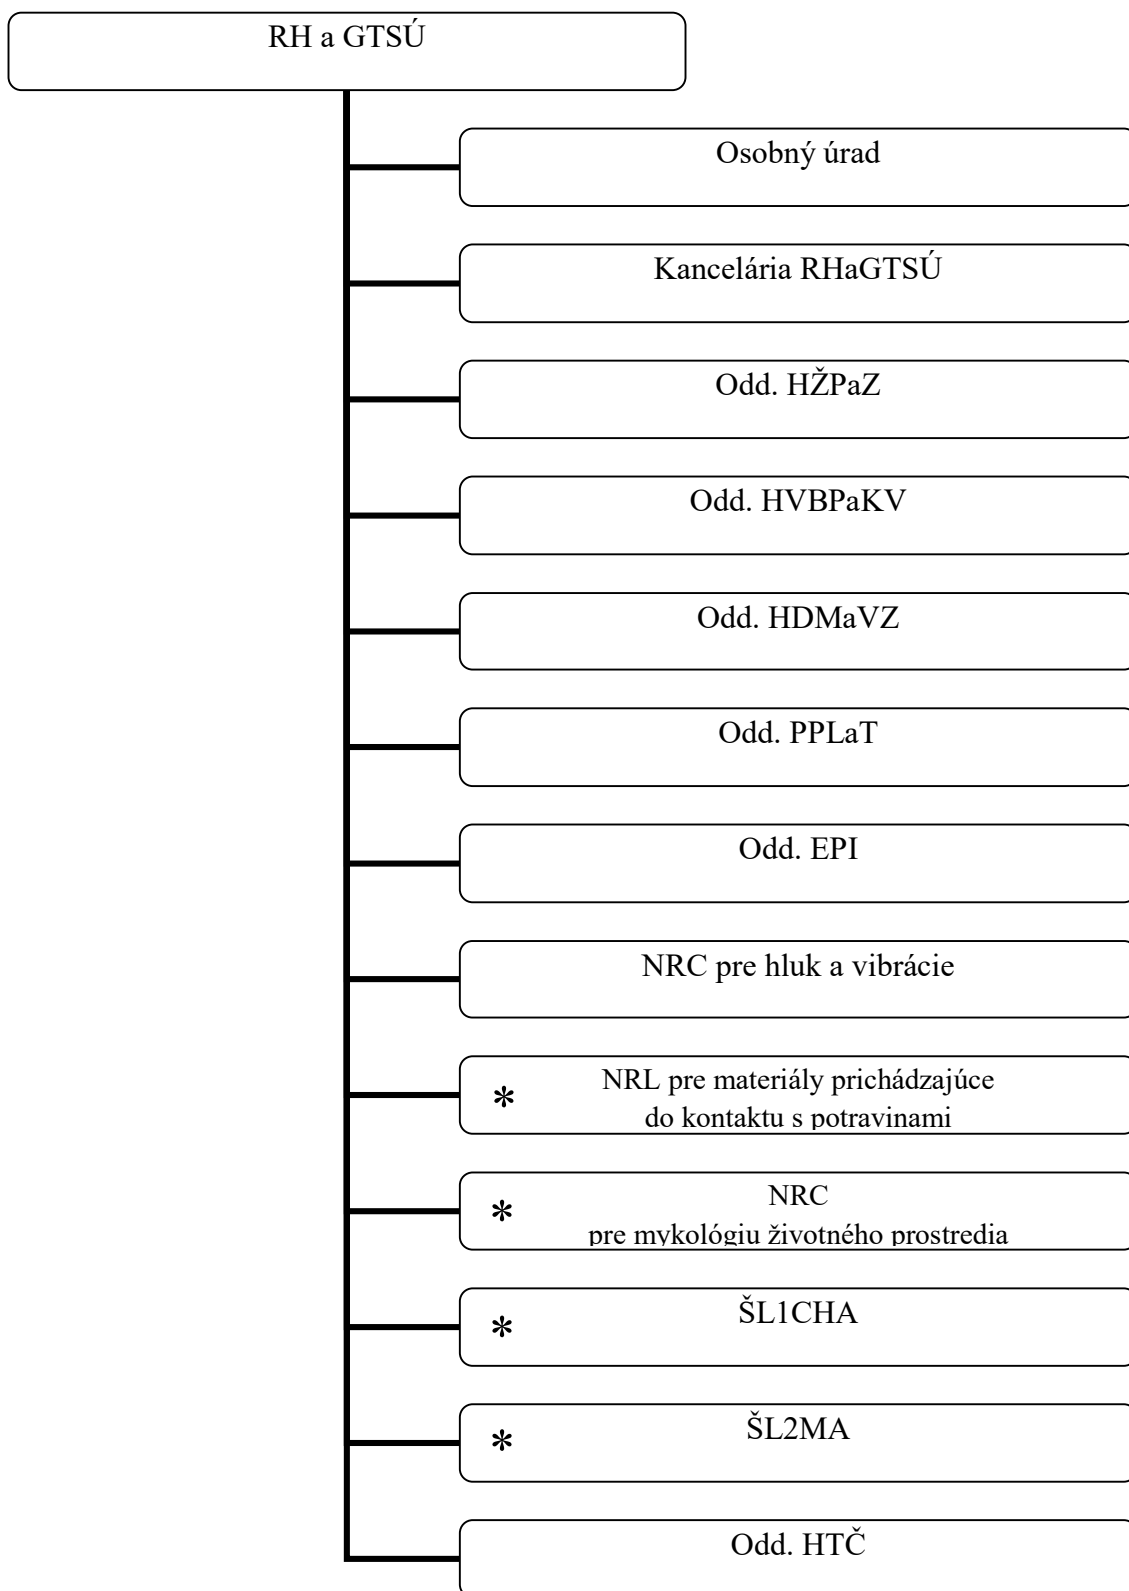 RH a GTSÚ
Osobný úrad
Kancelária RHaGTSÚ
Odd. HŽPaZ
Odd. HVBPaKV
Odd. HDMaVZ
Odd. PPLaT
Odd. EPI
NRC pre hluk a vibrácie
* NRL pre materiály prichádzajúce
do kontaktu s potravinami
* NRC
pre mykológiu životného prostredia
* ŠL1CHA
* ŠL2MA
Odd. HTČ